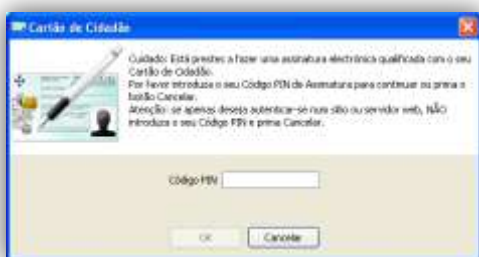 Cartão de Cidadão
Cuidado: Está prestes a fazer uma assinatura electrónica qualificada com o seu
Cartão de Cidadão.
Por favor introduza o seu Código PIN de Assinatura para continuar ou prima o
botão Cancelar.
Atenção: se apenas deseja autenticar-se num sítio ou servidor web, NÃO
introduza o seu Código PIN e prima Cancelar.
Código PIN
OK
Cancelar